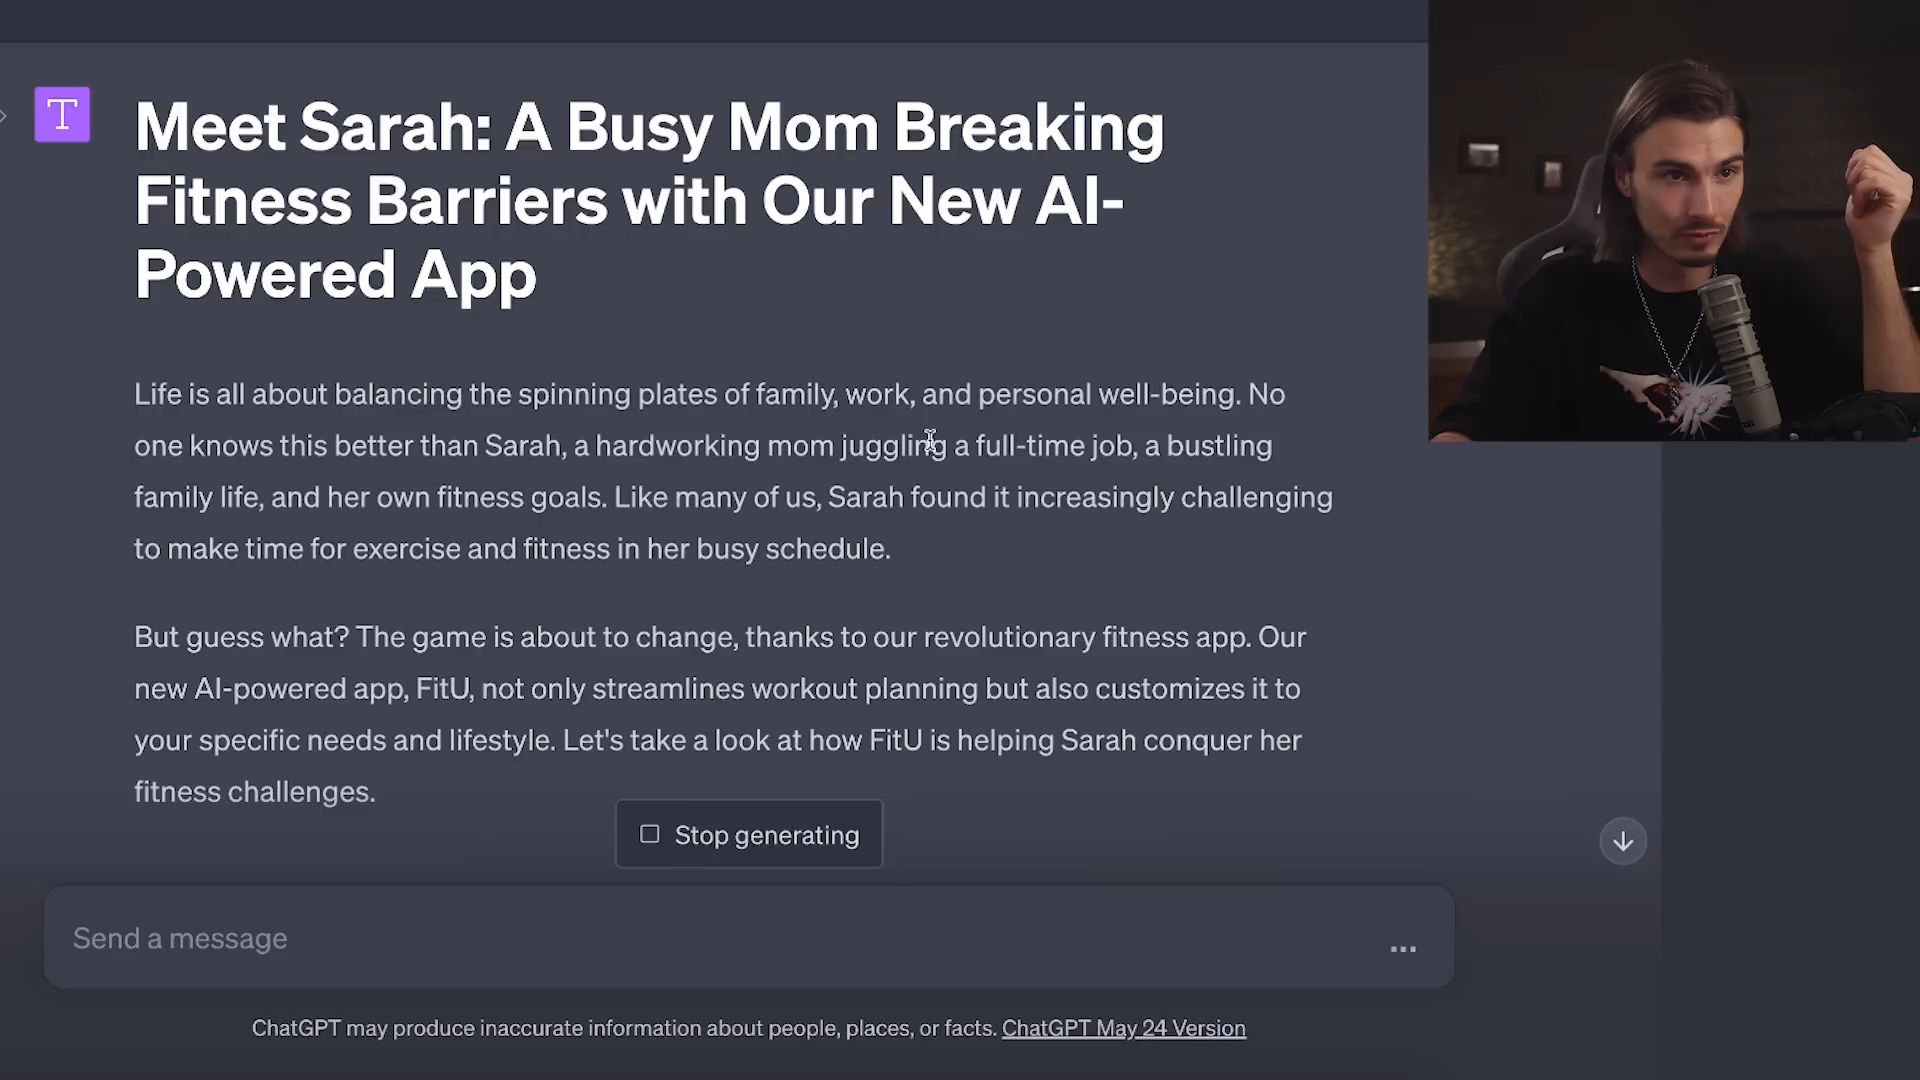 T
Meet Sarah: A Busy Mom Breaking
Fitness Barriers with Our New AI-
Powered App
Life is all about balancing the spinning plates of family, work, and personal well-being. No
one knows this better than Sarah, a hardworking mom juggling a full-time job, a bustling
family life, and her own fitness goals. Like many of us, Sarah found it increasingly challenging
to make time for exercise and fitness in her busy schedule.
But guess what? The game is about to change, thanks to our revolutionary fitness app. Our
new AI-powered app, FitU, not only streamlines workout planning but also customizes it to
your specific needs and lifestyle. Let's take a look at how FitU is helping Sarah conquer her
fitness challenges.
Stop generating
Send a message
ChatGPT may produce inaccurate information about people, places, or facts. ChatGPT May 24 Version